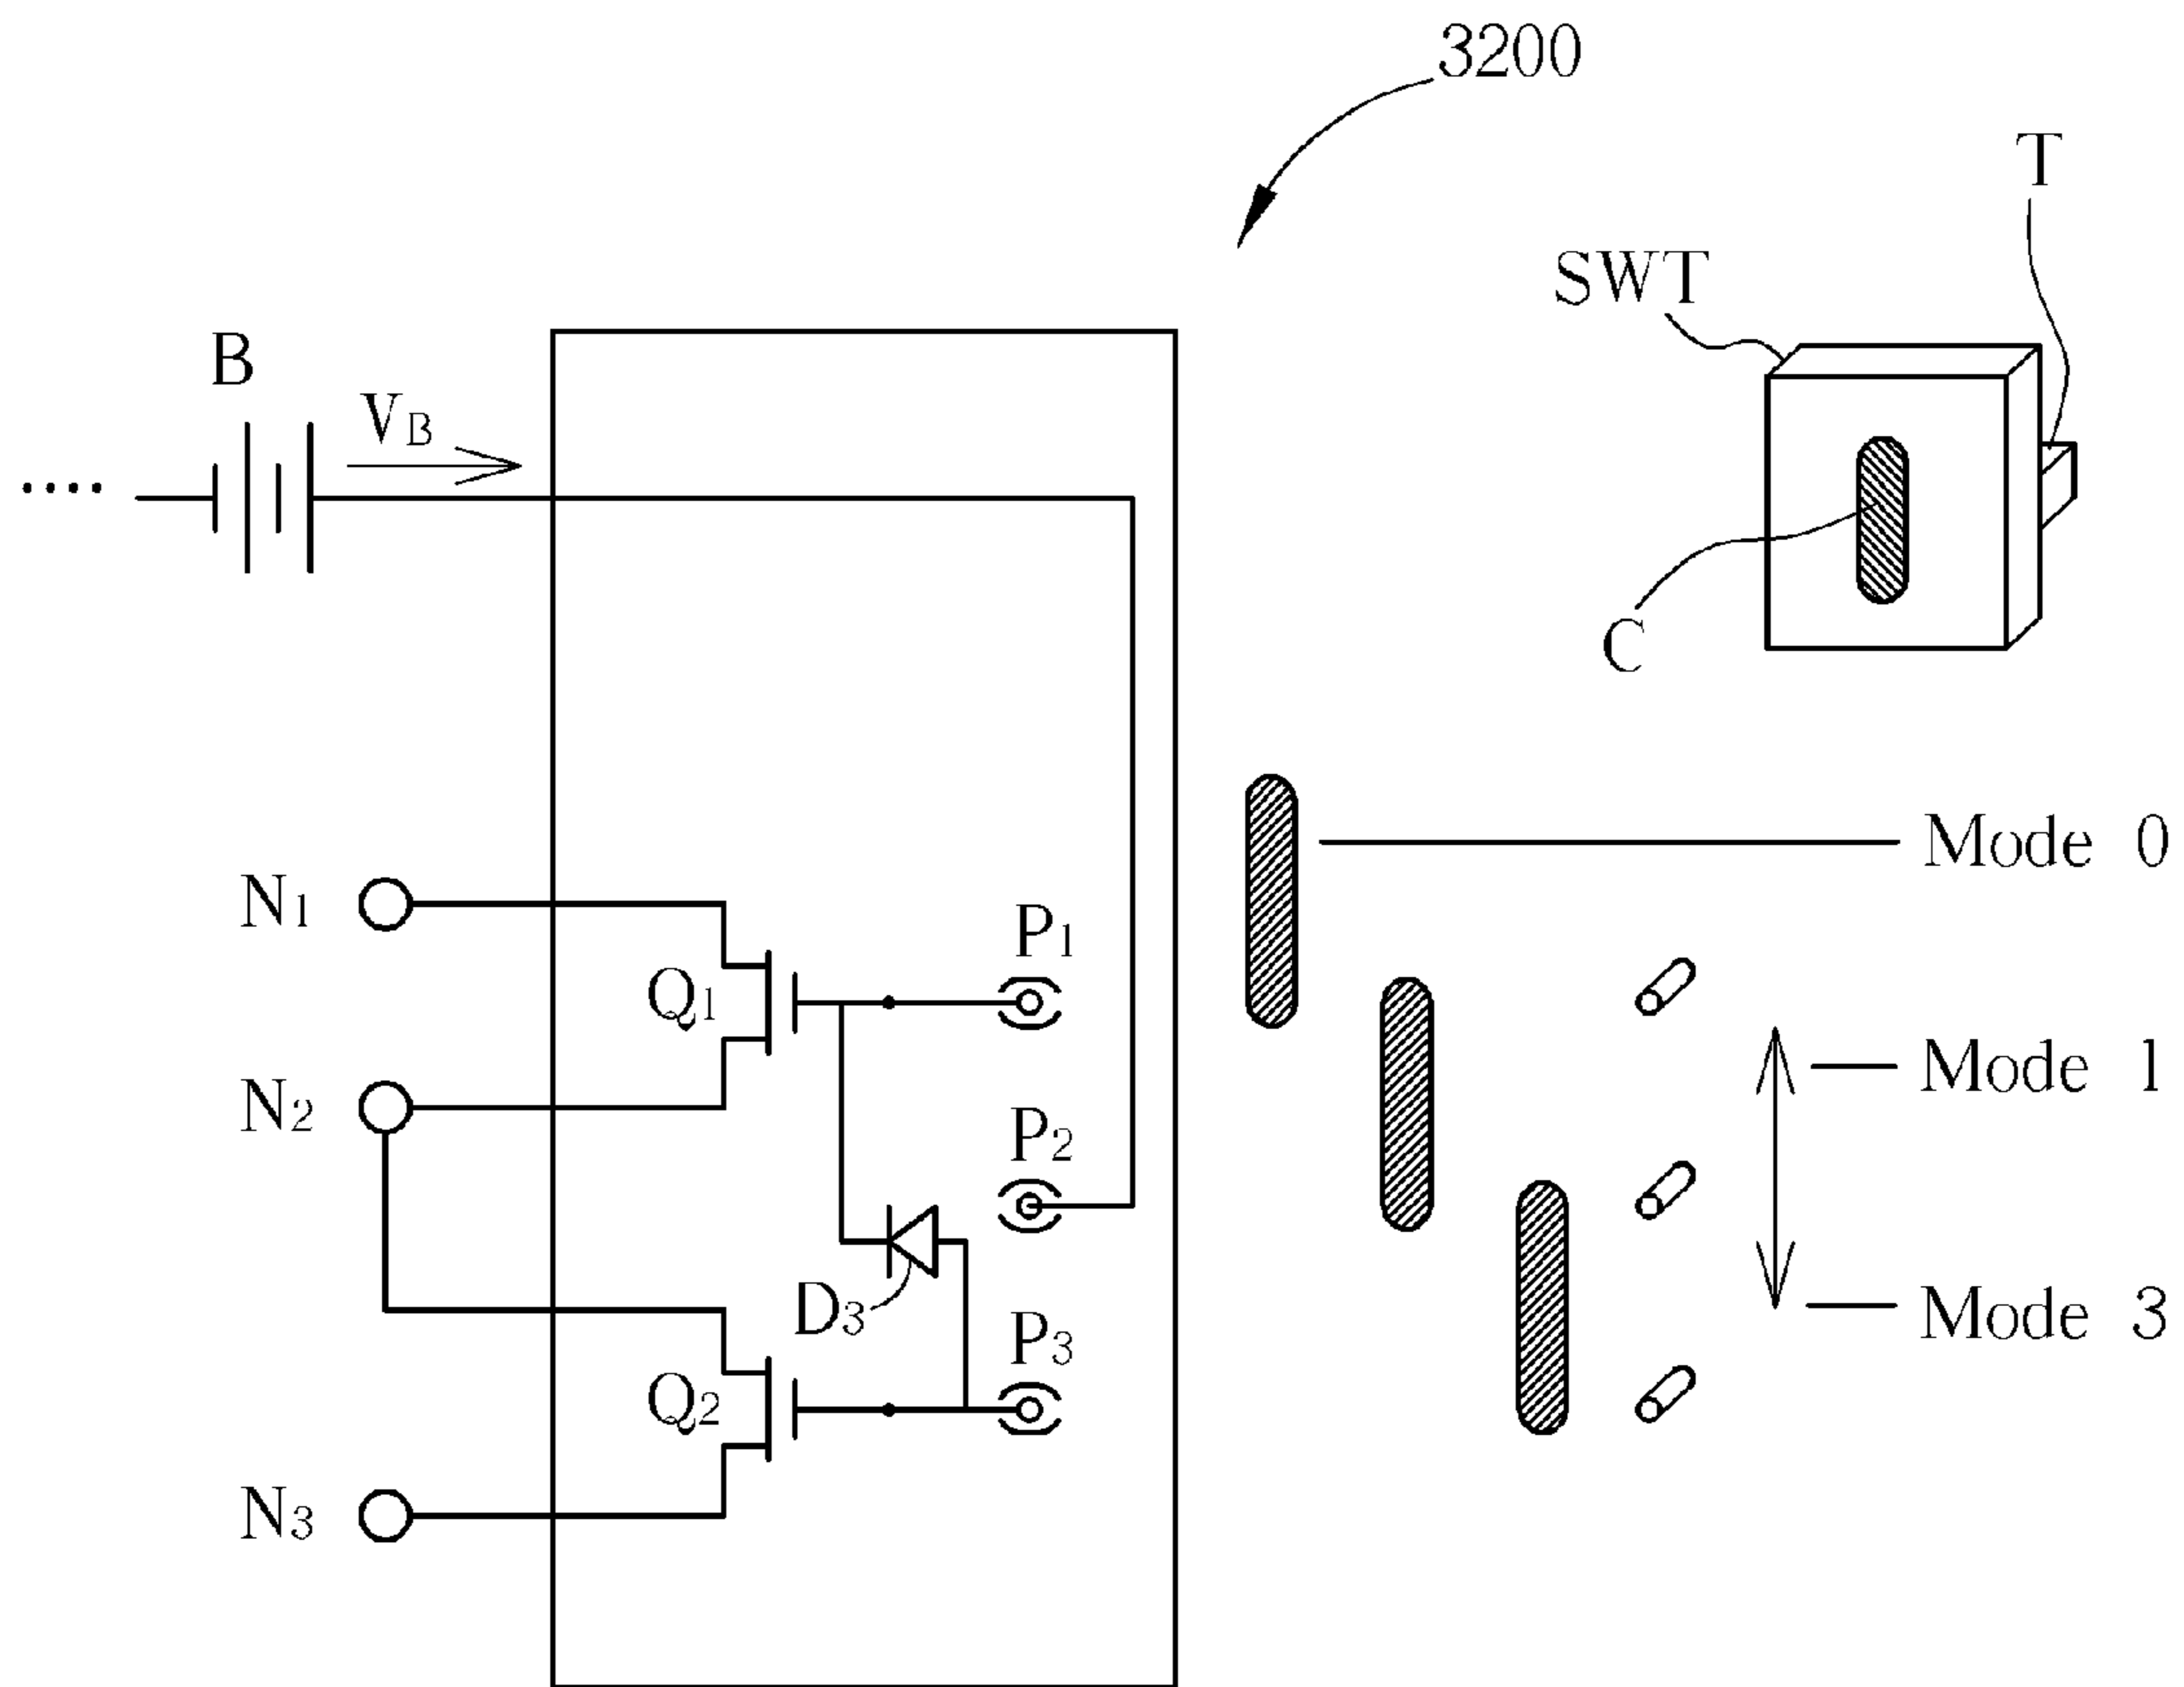 3200
T
SWT
B
VB
C
Mode 0
N1
P1
Q1
Mode 1
N2
P2
D3
Mode 3
P3
Q2
N3